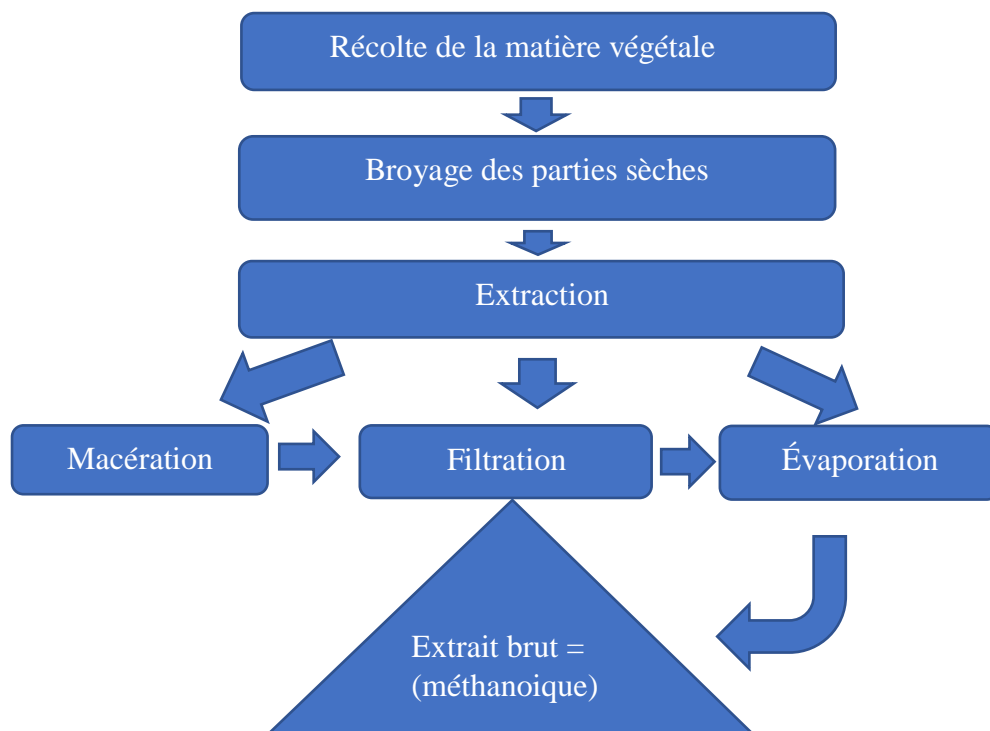 Récolte de la matière végétale
Broyage des parties sèches
Extraction
Macération
Filtration
Évaporation
Extrait brut =
(méthanoique)